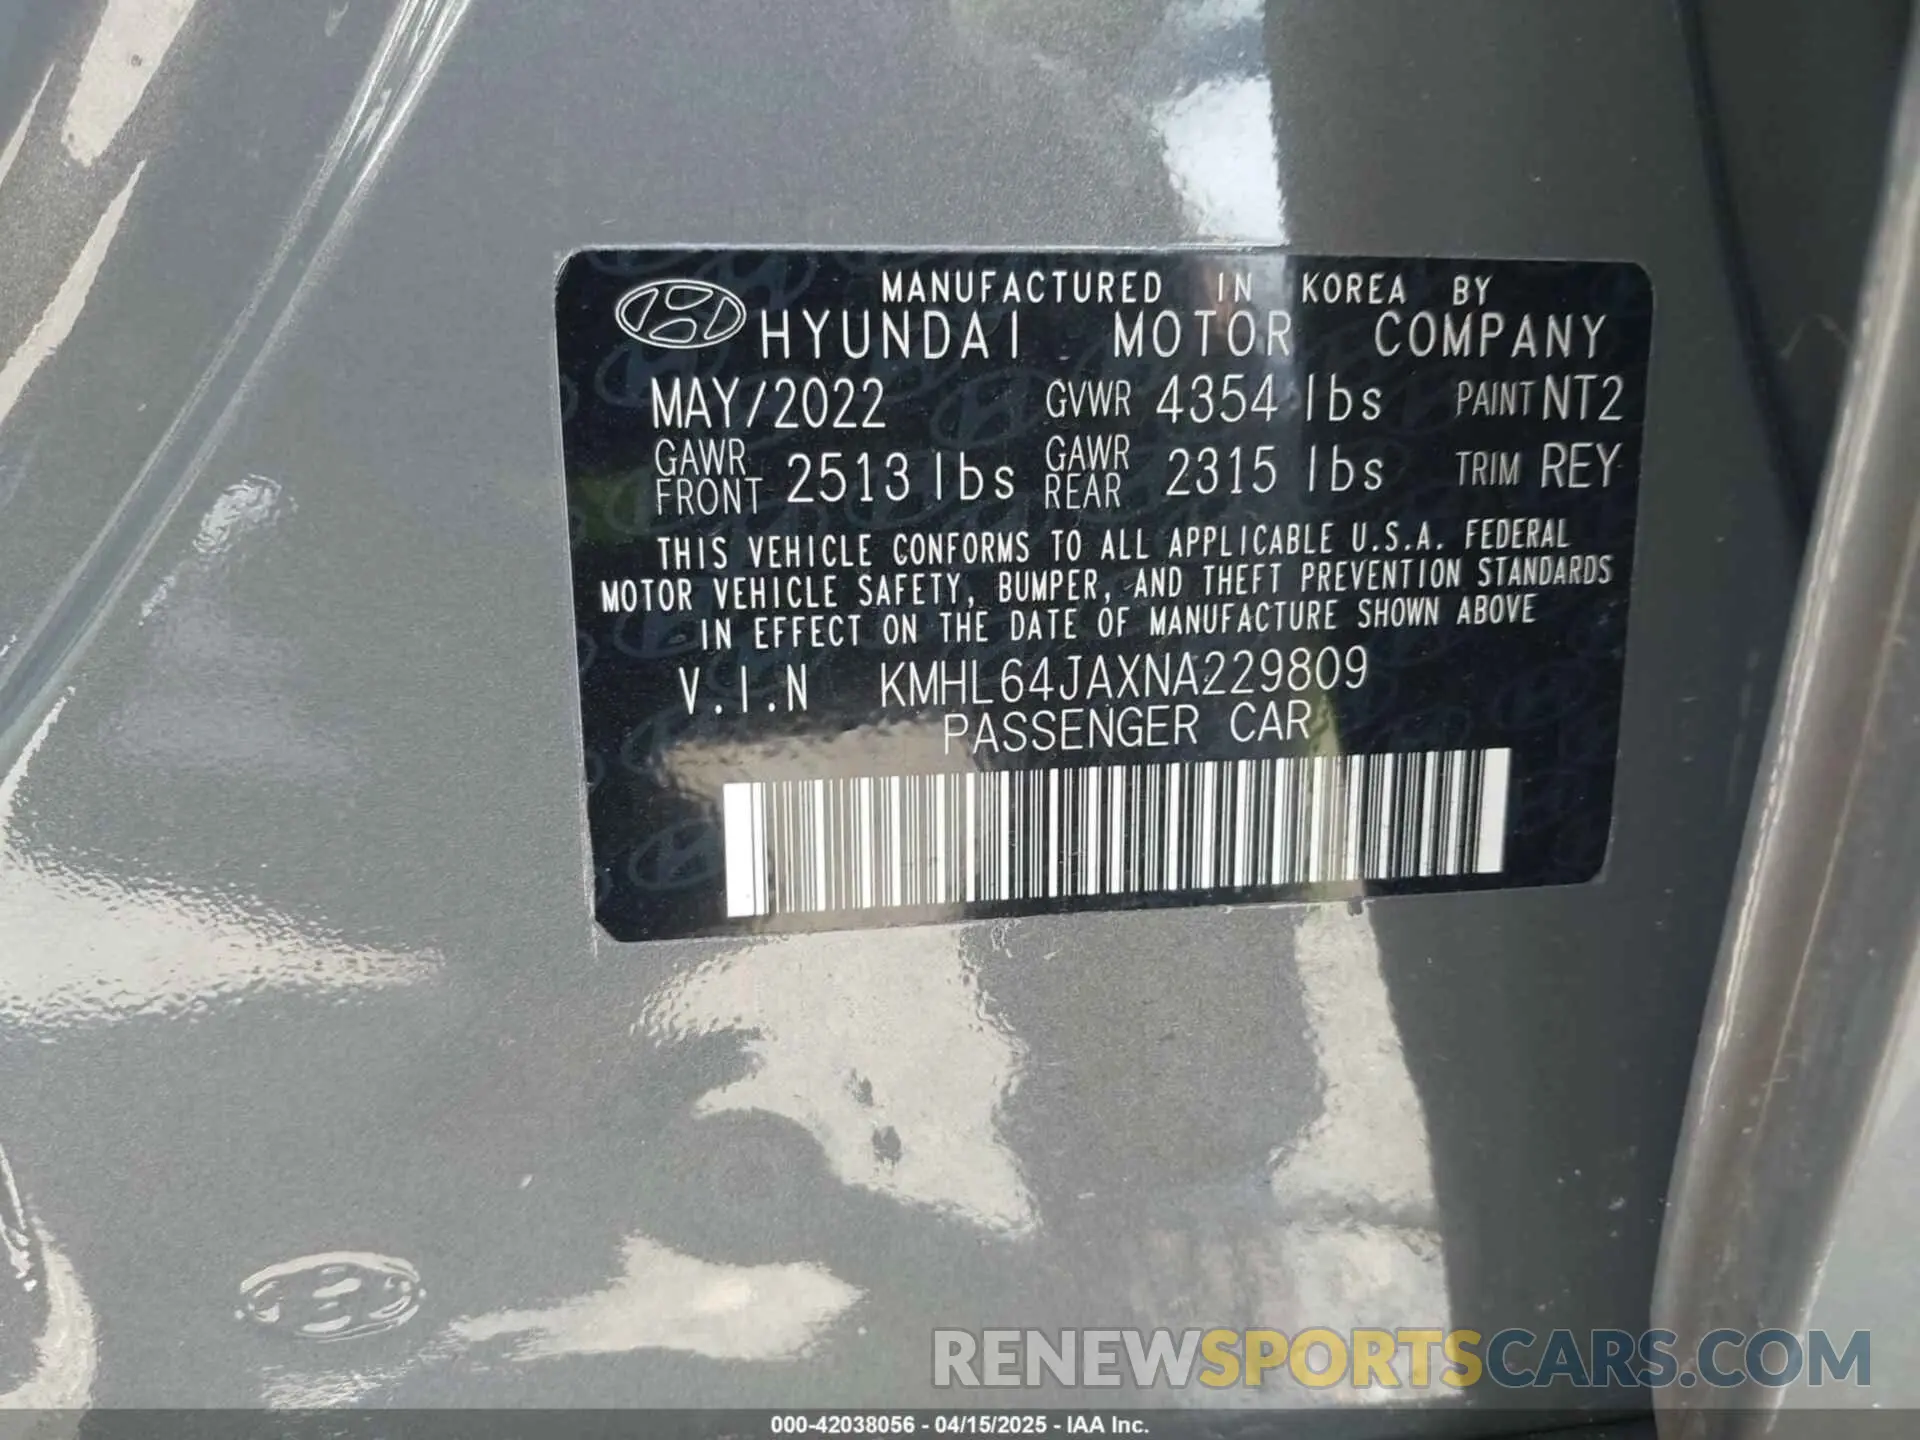 MANUFACTURED IN KOREA BY
HYUNDAI MOTOR COMPANY
MAY/2022 GVWR 4354 lbs PAINT NT2
GAWR FRONT 2513 lbs GAWR REAR 2315 lbs TRIM REY
THIS VEHICLE CONFORMS TO ALL APPLICABLE U.S.A. FEDERAL
MOTOR VEHICLE SAFETY, BUMPER, AND THEFT PREVENTION STANDARDS
IN EFFECT ON THE DATE OF MANUFACTURE SHOWN ABOVE
V.I.N KMHL64JAXNA229809
PASSENGER CAR
RENEWSPORTSCARS.COM
000-42038056 - 04/15/2025 - IAA Inc.